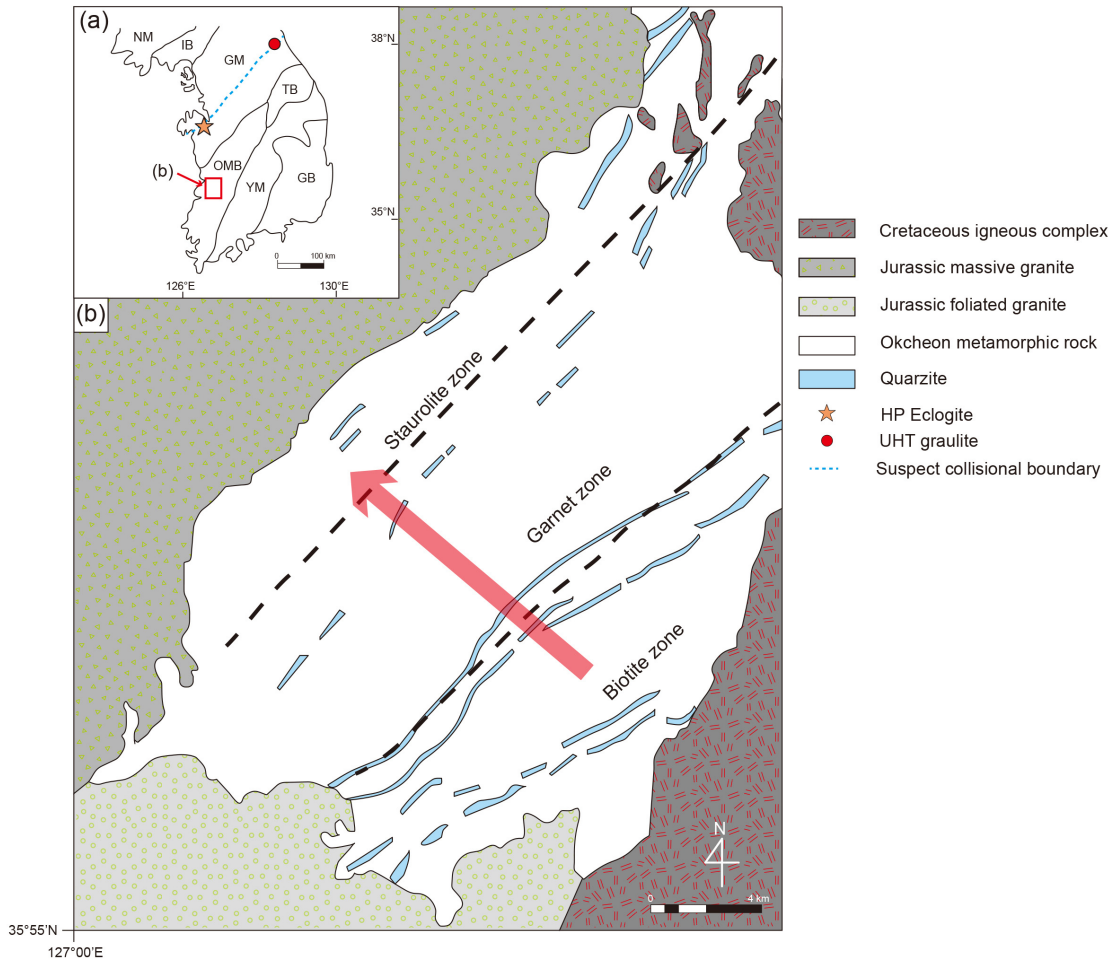 (a)
NM
IB
GM
TB
OMB
YM
GB
(b)
38°N
35°N
0 100 km
126°E
130°E
(b)
Staurolite zone
Garnet zone
Biotite zone
N
0 4 km
35°55'N
127°00'E
Cretaceous igneous complex
Jurassic massive granite
Jurassic foliated granite
Okcheon metamorphic rock
Quarzite
HP Eclogite
UHT graulite
Suspect collisional boundary